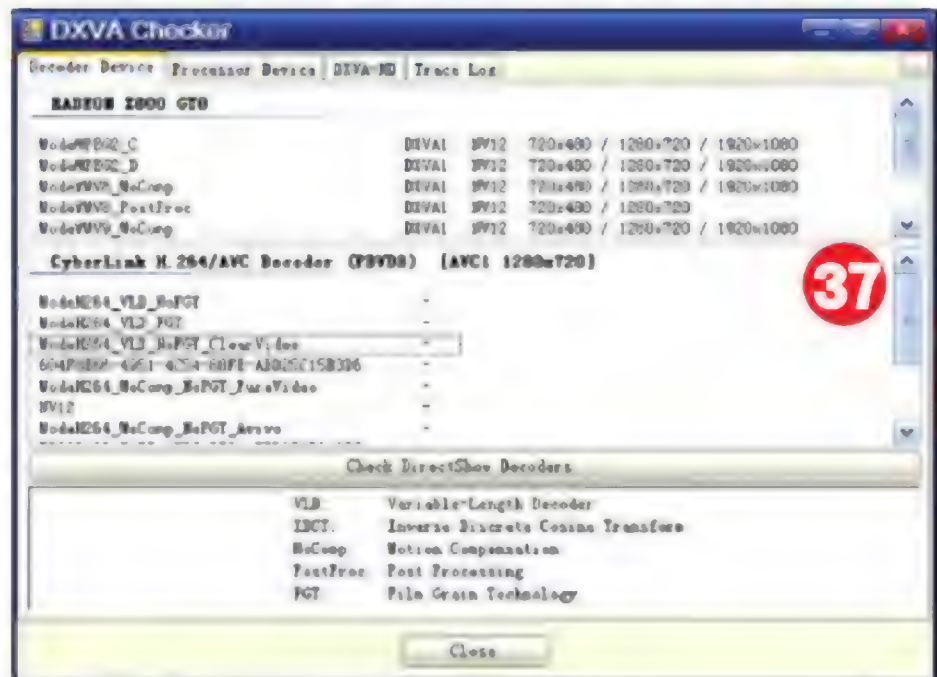 DXVA Checker
Decoder Device Processor Device DXVA-HD Trace Log
RADEON X800 GTO
ModeMPEG2_C DXVA1 NV12 720x480 / 1280x720 / 1920x1080
ModeMPEG2_D DXVA1 NV12 720x480 / 1280x720 / 1920x1080
ModeWMV8_MoComp DXVA1 NV12 720x480 / 1280x720 / 1920x1080
ModeWMV8_PostProc DXVA1 NV12 720x480 / 1280x720
ModeWMV9_MoComp DXVA1 NV12 720x480 / 1280x720 / 1920x1080
CyberLink H.264/AVC Decoder (PDVD8) [AVC1 1280x720]
37
ModeH264_VLD_NoFGT -
ModeH264_VLD_FGT -
ModeH264_VLD_NoFGT_ClearVideo -
-
ModeH264_MoComp_NoFGT_PureVideo -
NV12 -
ModeH264_MoComp_NoFGT_Avivo -
Check DirectShow Decoders
VLD: Variable-Length Decoder
IDCT: Inverse Discrete Cosine Transform
MoComp: Motion Compensation
PostProc: Post Processing
FGT: Film Grain Technology
Close